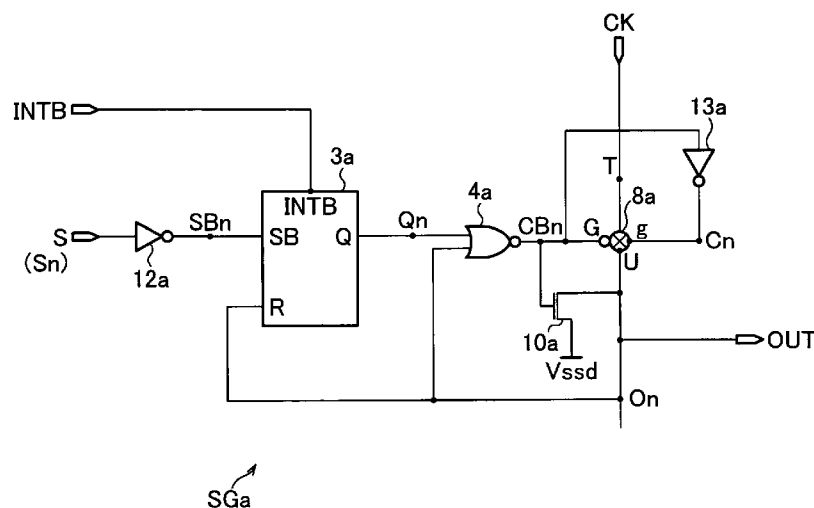 CK
INTB
13a
3a
T
4a
8a
INTB
SBn
Qn
CBn
G
g
S
SB
Q
Cn
(Sn)
U
12a
R
10a
OUT
Vssd
On
SGa